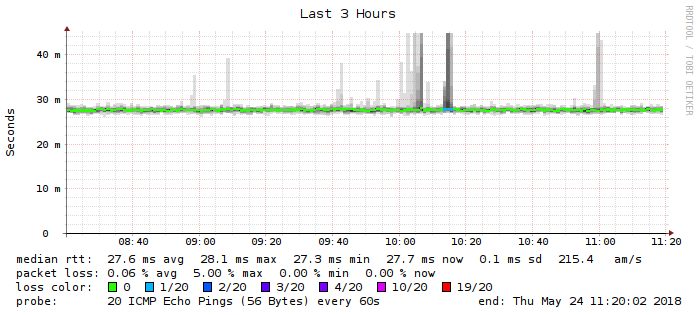 Last 3 Hours
RRDTOOL / TOBI OETIKER
Seconds
40 m
30 m
20 m
10 m
0
08:40 09:00 09:20 09:40 10:00 10:20 10:40 11:00 11:20
median rtt: 27.6 ms avg 28.1 ms max 27.3 ms min 27.7 ms now 0.1 ms sd 215.4 am/s
packet loss: 0.06 % avg 5.00 % max 0.00 % min 0.00 % now
loss color: 0 1/20 2/20 3/20 4/20 10/20 19/20
probe: 20 ICMP Echo Pings (56 Bytes) every 60s end: Thu May 24 11:20:02 2018